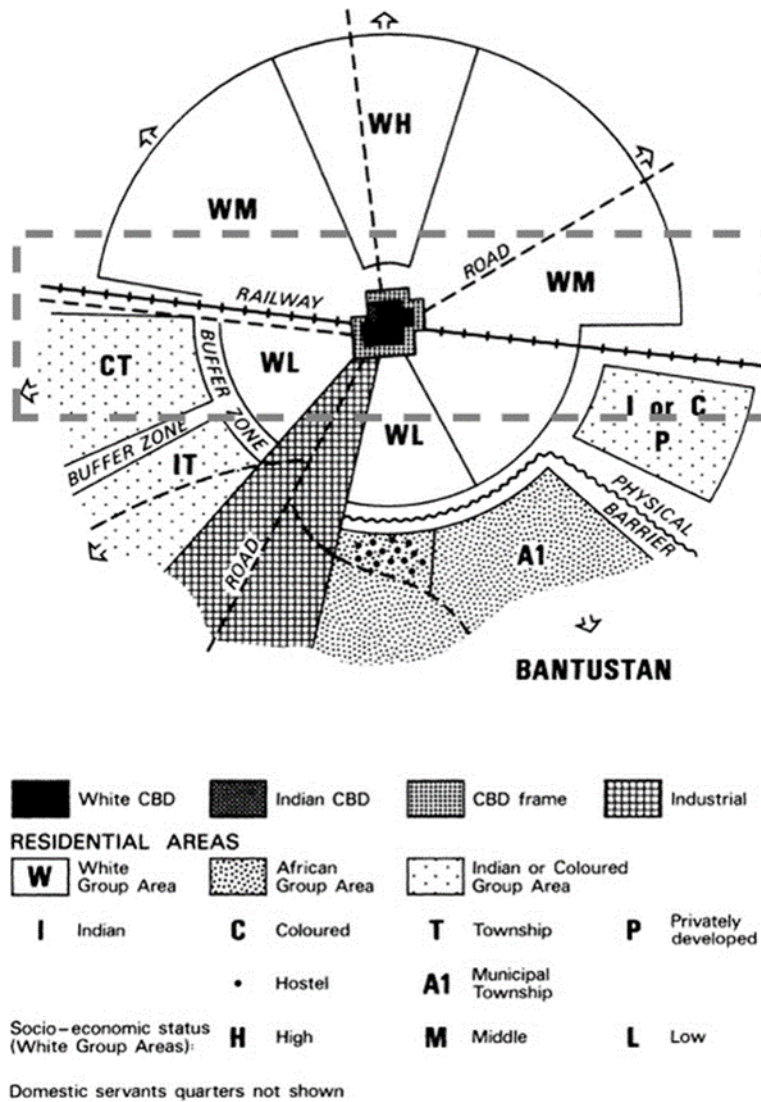 WH
WM
ROAD
WM
RAILWAY
CT
BUFFER ZONE
WL
I or C
P
WL
BUFFER ZONE
IT
PHYSICAL
BARRIER
ROAD
A1
BANTUSTAN
White CBD
Indian CBD
CBD frame
Industrial
RESIDENTIAL AREAS
W White
Group Area
African
Group Area
Indian or Coloured
Group Area
I Indian
C Coloured
T Township
P Privately
developed
• Hostel
A1 Municipal
Township
Socio-economic status
(White Group Areas):
H High
M Middle
L Low
Domestic servants quarters not shown